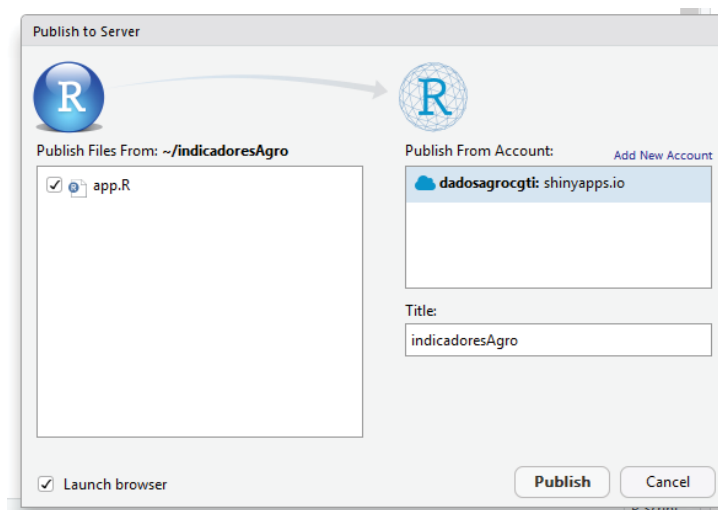 Publish to Server
R
R
Publish Files From: ~/indicadoresAgro
Publish From Account:
Add New Account
app.R
dadosagrocgti: shinyapps.io
Title:
indicadoresAgro
Launch browser
Publish
Cancel